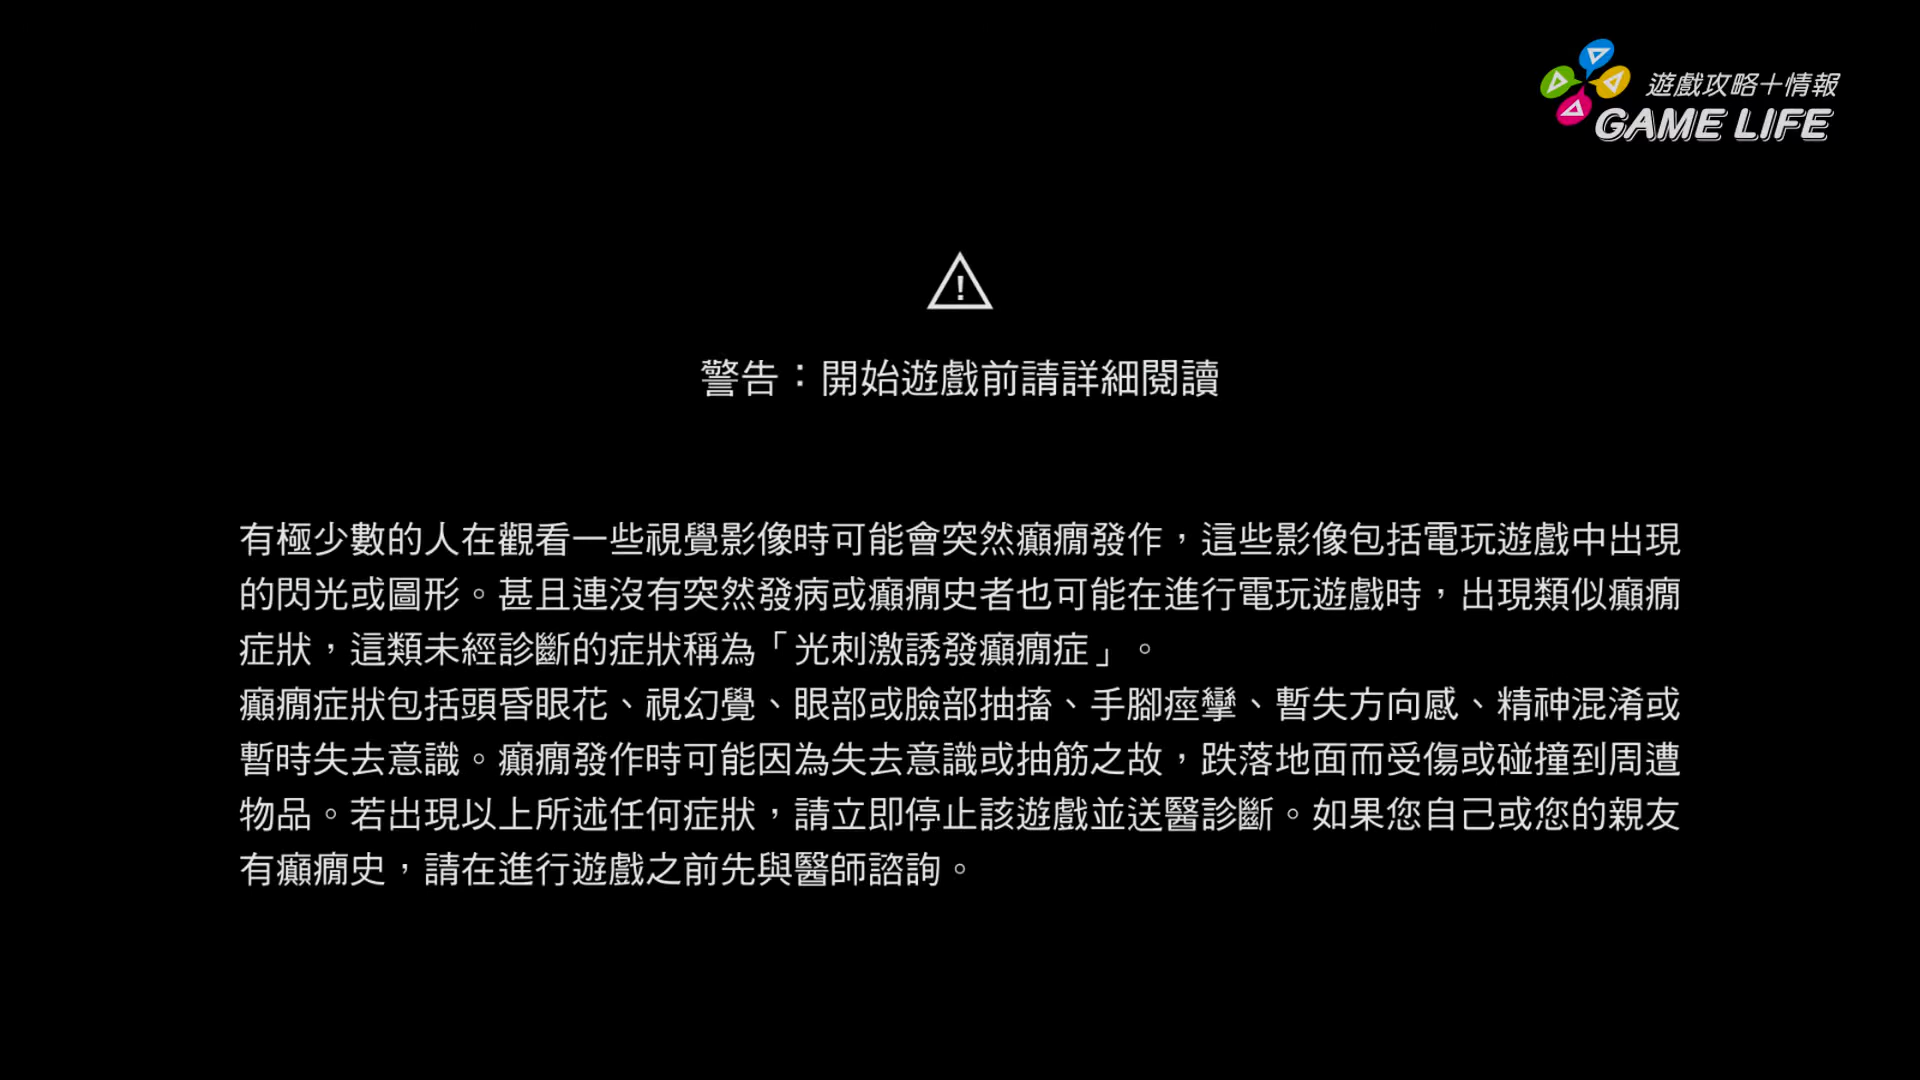 遊戲攻略＋情報
GAME LIFE
警告：開始遊戲前請詳細閱讀
有極少數的人在觀看一些視覺影像時可能會突然癲癇發作，這些影像包括電玩遊戲中出現
的閃光或圖形。甚且連沒有突然發病或癲癇史者也可能在進行電玩遊戲時，出現類似癲癇
症狀，這類未經診斷的症狀稱為「光刺激誘發癲癇症」。
癲癇症狀包括頭昏眼花、視幻覺、眼部或臉部抽搐、手腳痙攣、暫失方向感、精神混淆或
暫時失去意識。癲癇發作時可能因為失去意識或抽筋之故，跌落地面而受傷或碰撞到周遭
物品。若出現以上所述任何症狀，請立即停止該遊戲並送醫診斷。如果您自己或您的親友
有癲癇史，請在進行遊戲之前先與醫師諮詢。